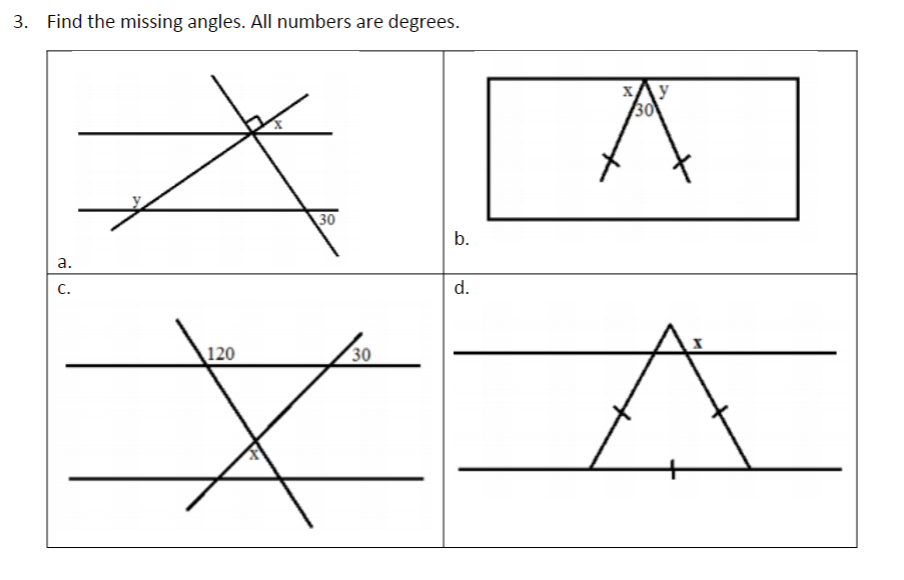 3. Find the missing angles. All numbers are degrees.
x
y
30
a.
x y
30
b.
c.
120 30
x
d.
x